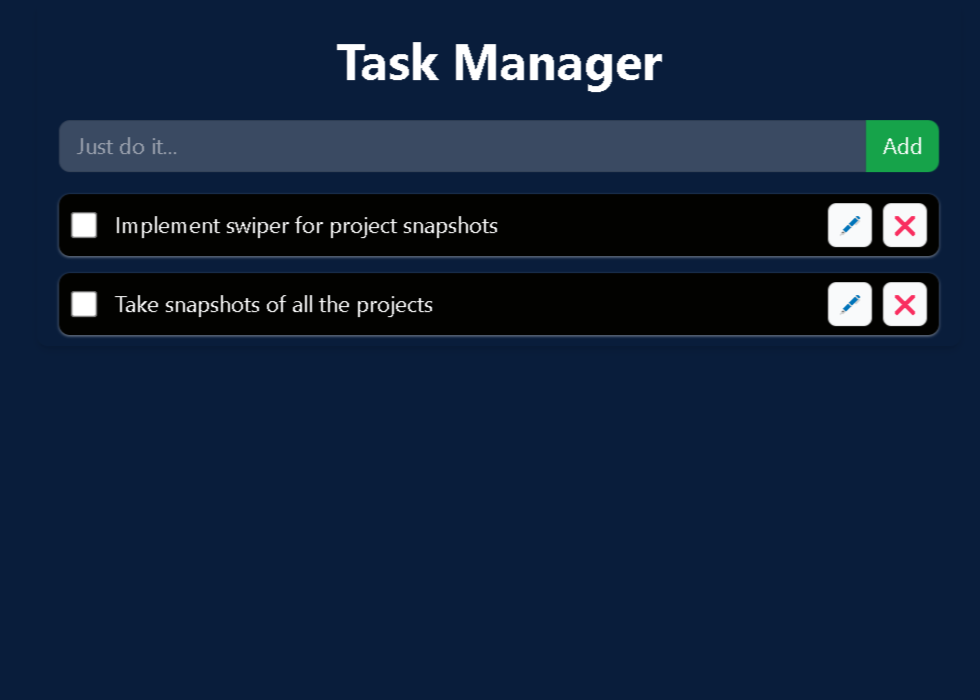 Task Manager
Just do it...
Add
Implement swiper for project snapshots
Take snapshots of all the projects